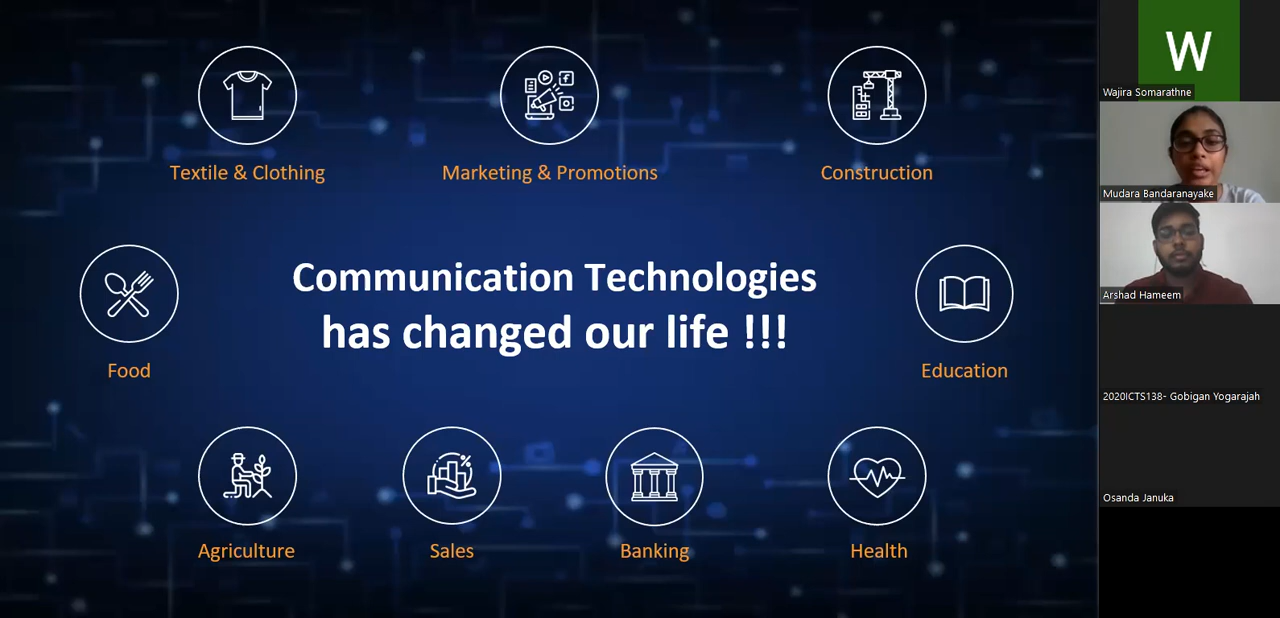 Textile & Clothing
Marketing & Promotions
Construction
Communication Technologies
has changed our life !!!
Food
Education
Agriculture
Sales
Banking
Health
W
Wajira Somarathne
Mudara Bandaranayake
Arshad Hameem
2020ICTS138- Gobigan Yogarajah
Osanda Januka